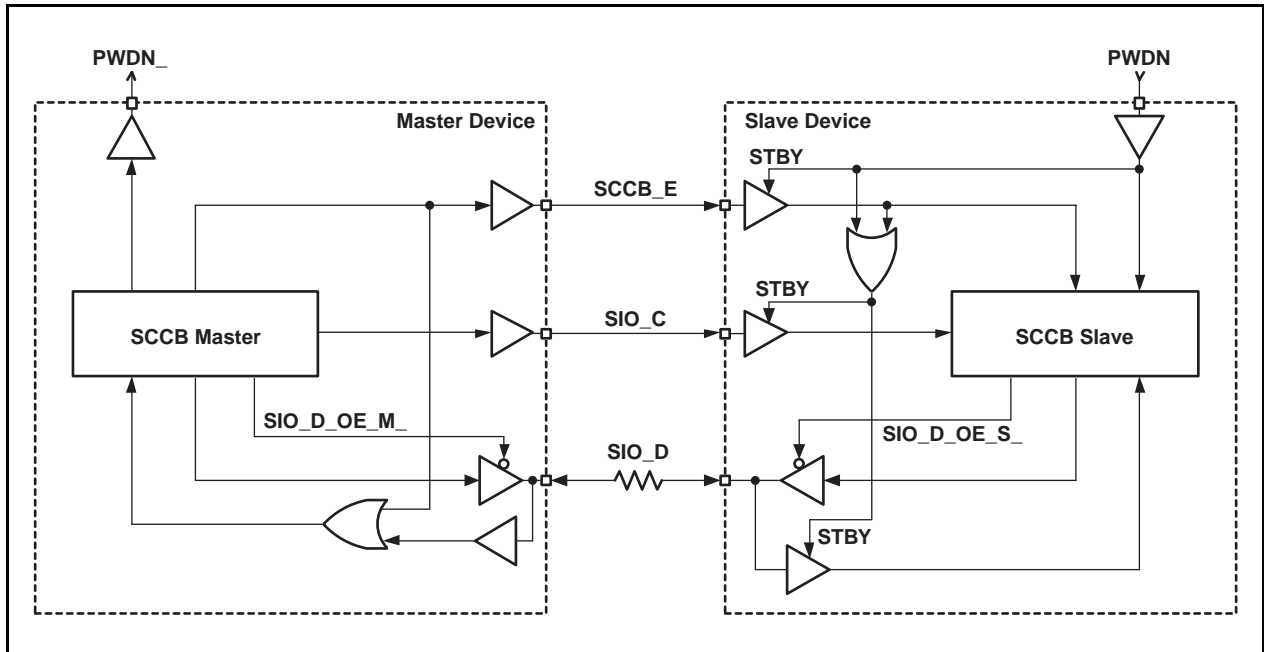 PWDN_
PWDN
Master Device
Slave Device
STBY
SCCB_E
STBY
SIO_C
SCCB Master
SCCB Slave
SIO_D_OE_M_
SIO_D
SIO_D_OE_S_
STBY